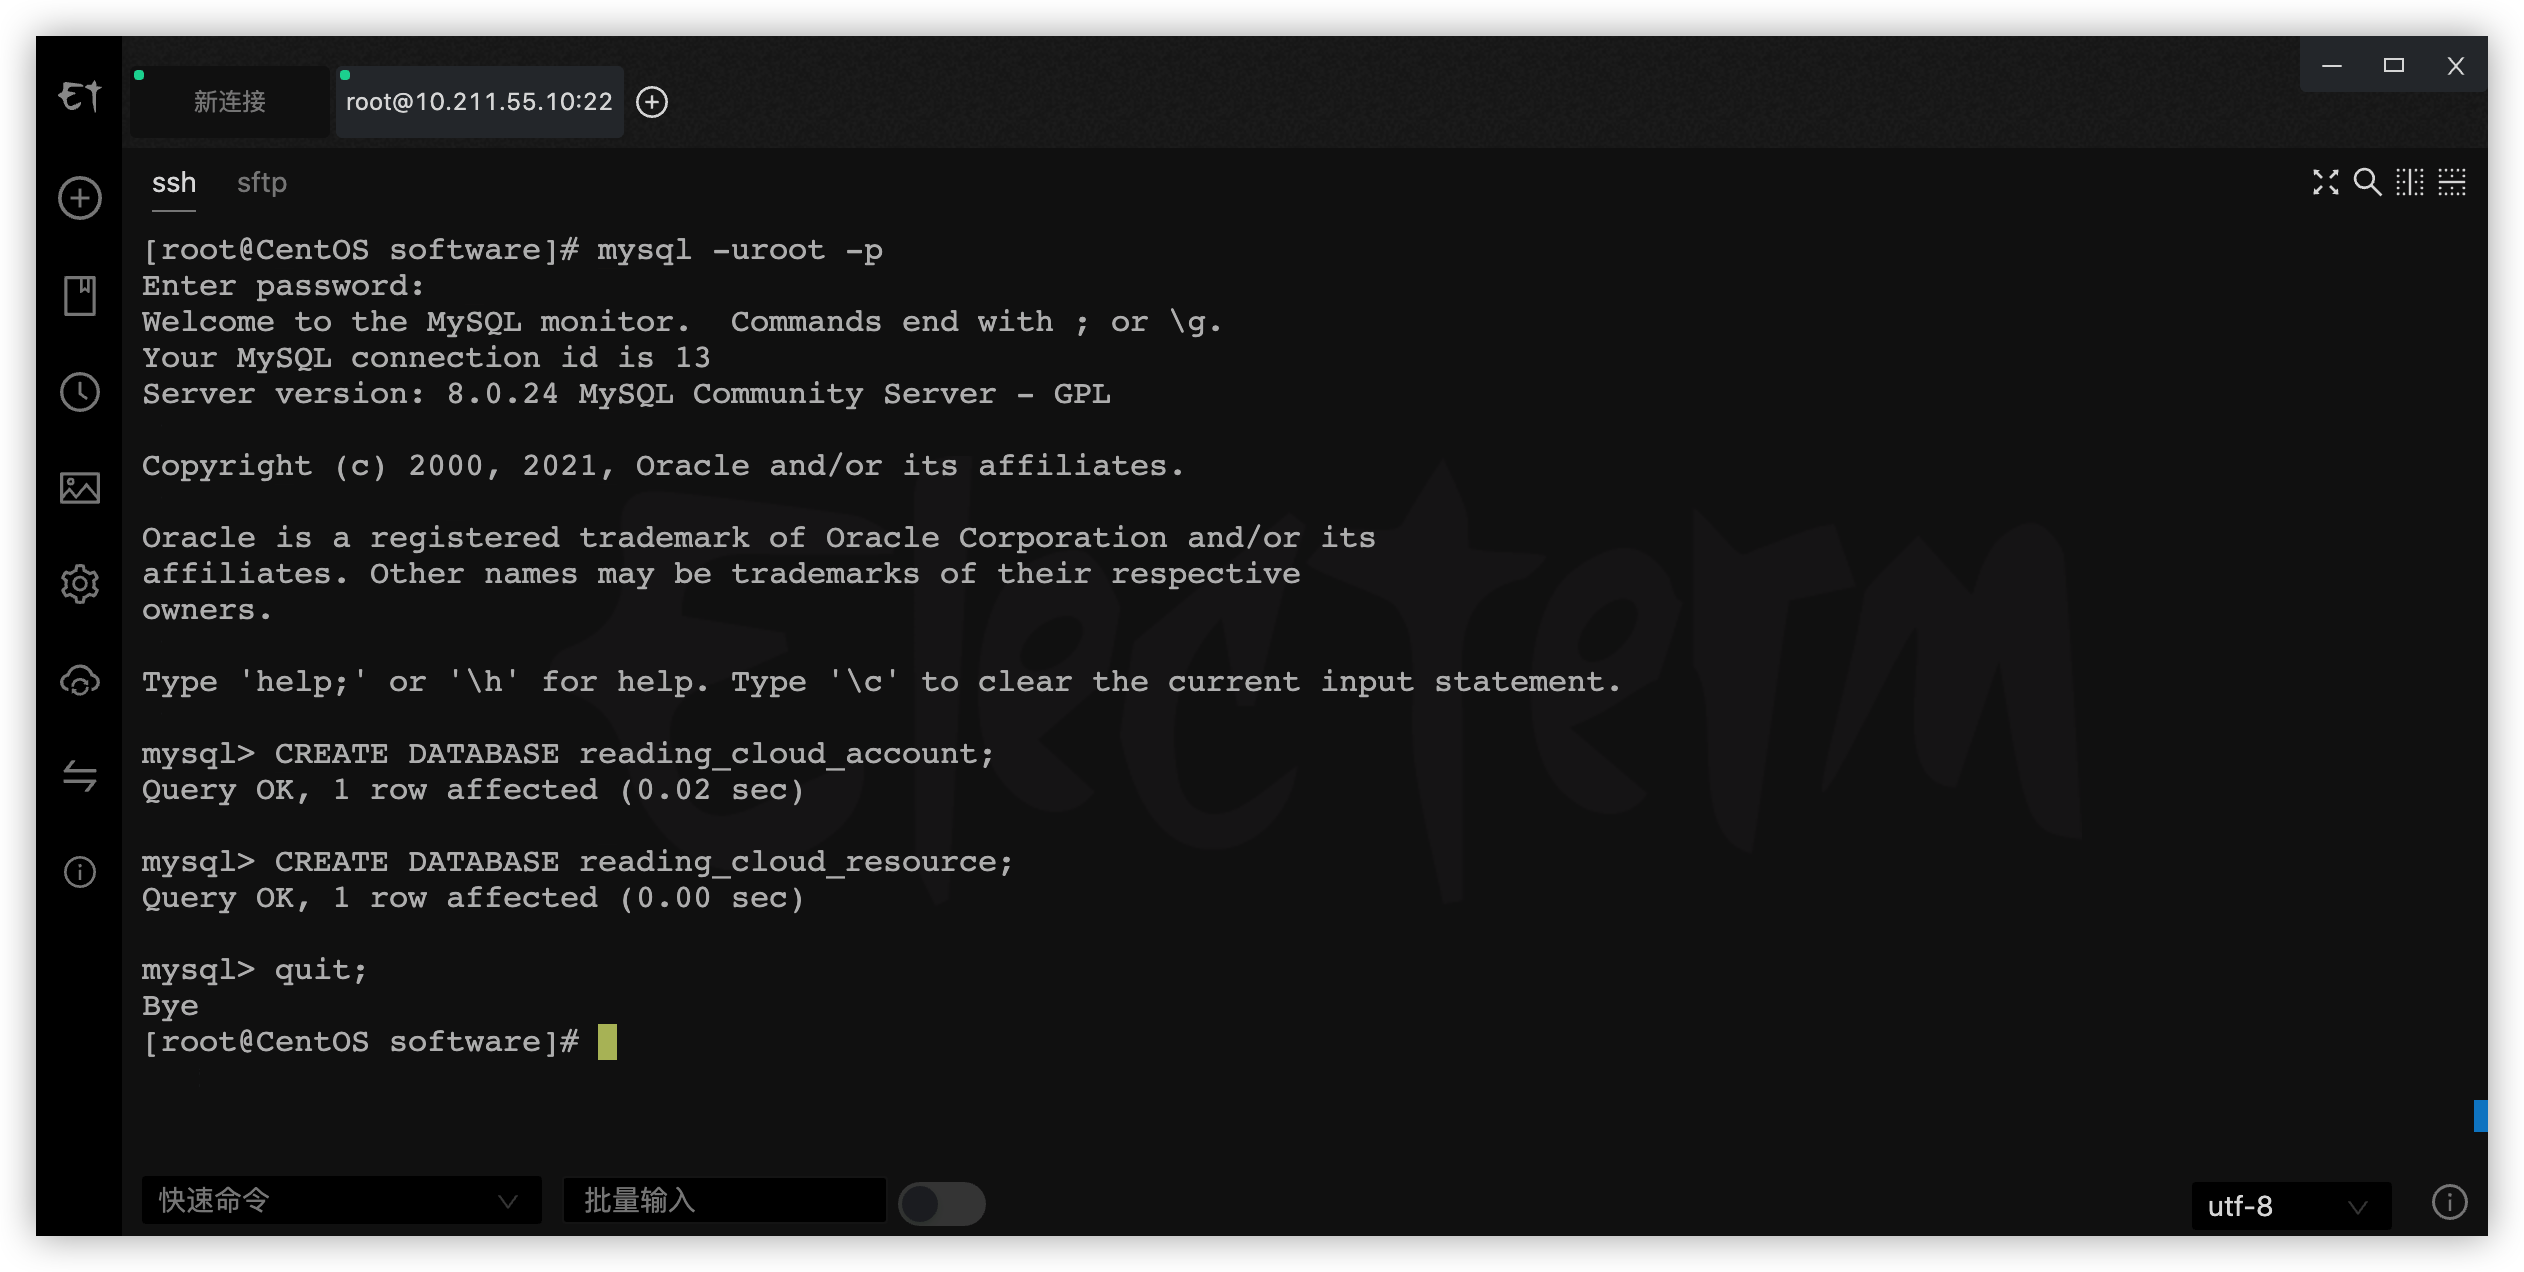 新连接
root@10.211.55.10:22
ssh sftp
[root@CentOS software]# mysql -uroot -p
Enter password:
Welcome to the MySQL monitor.  Commands end with ; or \g.
Your MySQL connection id is 13
Server version: 8.0.24 MySQL Community Server - GPL
Copyright (c) 2000, 2021, Oracle and/or its affiliates.
Oracle is a registered trademark of Oracle Corporation and/or its
affiliates. Other names may be trademarks of their respective
owners.
Type 'help;' or '\h' for help. Type '\c' to clear the current input statement.
mysql> CREATE DATABASE reading_cloud_account;
Query OK, 1 row affected (0.02 sec)
mysql> CREATE DATABASE reading_cloud_resource;
Query OK, 1 row affected (0.00 sec)
mysql> quit;
Bye
[root@CentOS software]#
electerm
快速命令
批量输入
utf-8